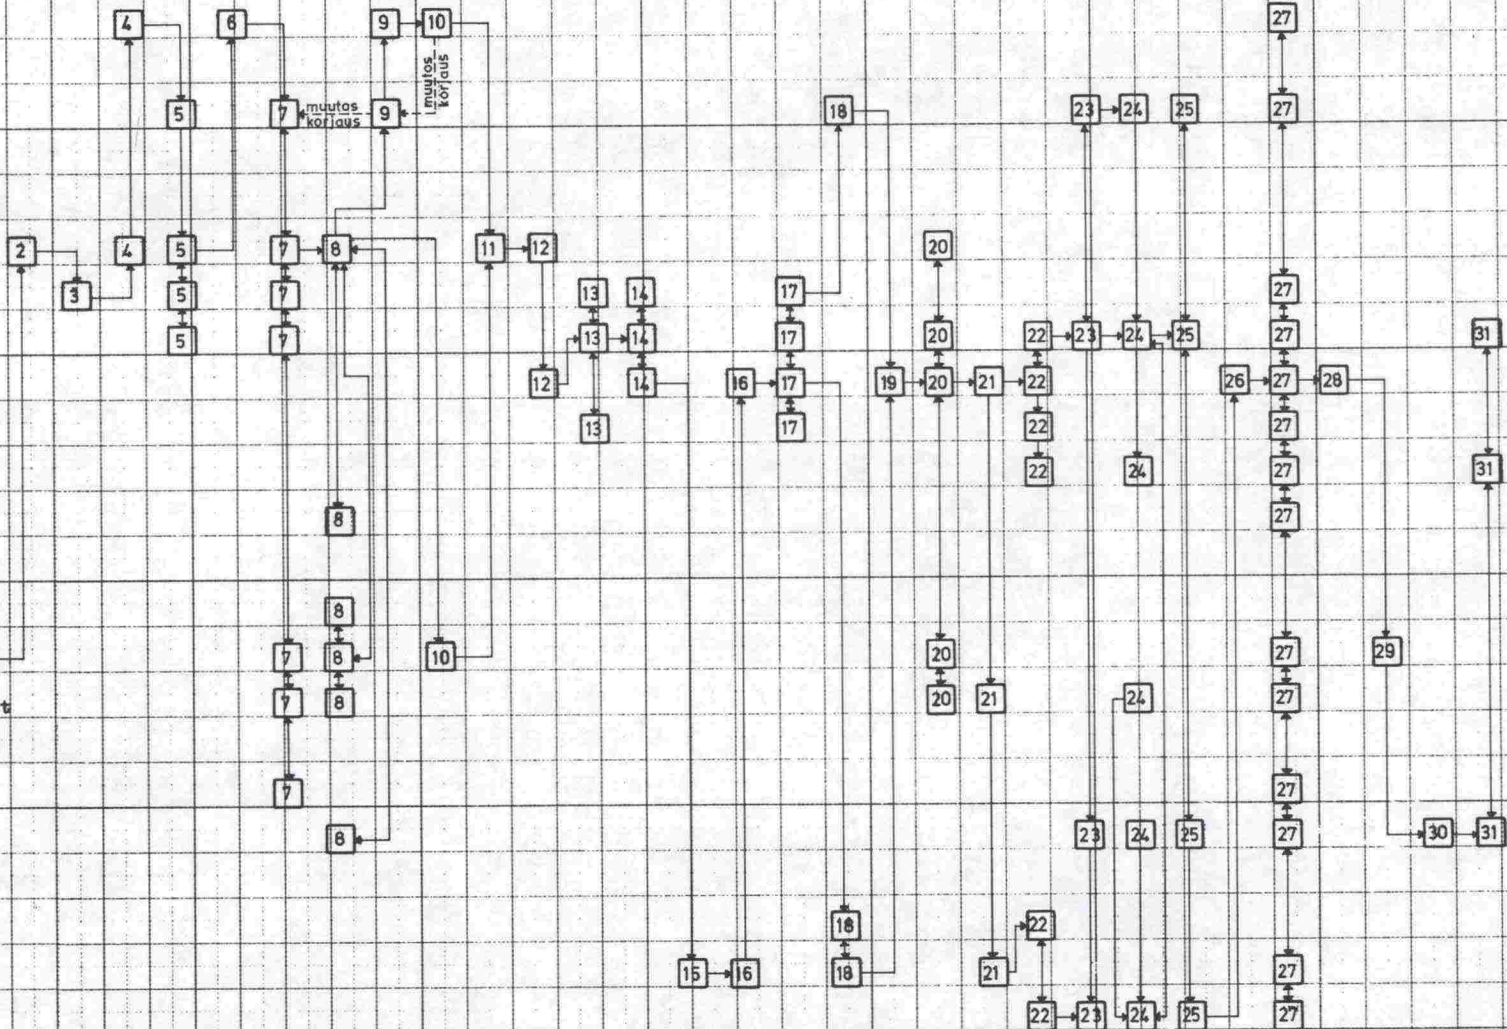 4 6 9 10 27
muutos
korjaus
5 7 muutos 9 18 23 24 25 27
korjaus
2 4 5 7 8 11 12 20
3 5 7 13 14 17 27
5 7 13 14 17 20 22 23 24 25 27 31
12 14 16 17 19 20 21 22 26 27 28
13 17 22 27
22 24 27 31
8 27
8
7 8 10 20 27 29
7 8 20 21 24 27
t
7 27
8 23 24 25 27 30 31
18 22
15 16 18 21 27
22 23 24 25 27